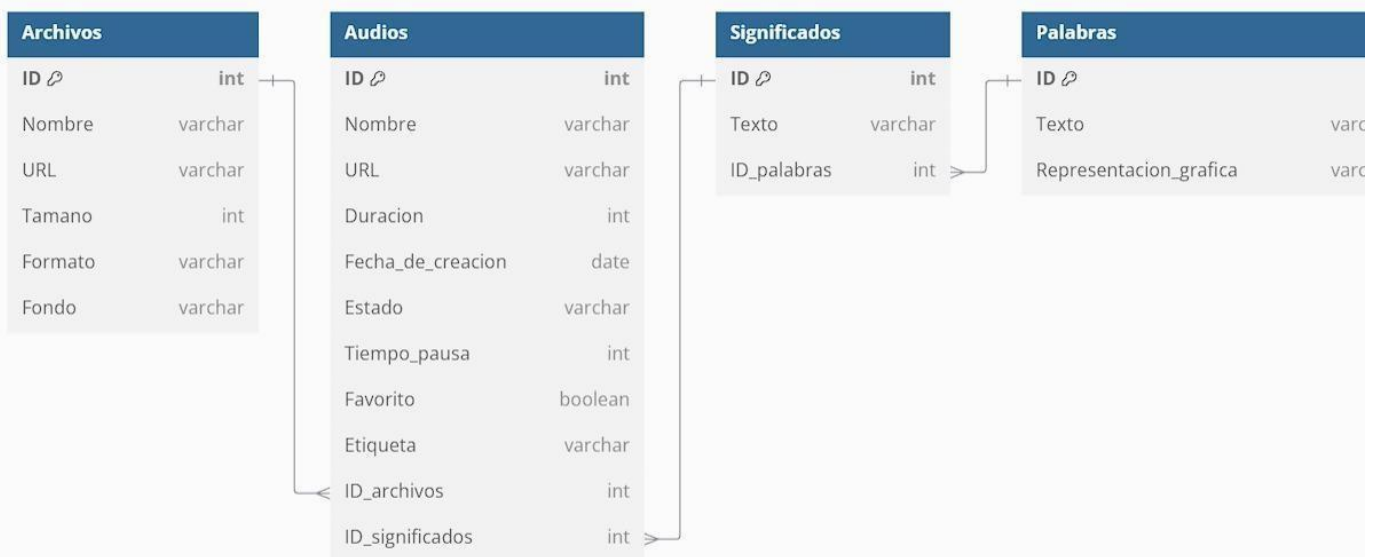 Archivos
ID int
Nombre varchar
URL varchar
Tamano int
Formato varchar
Fondo varchar
Audios
ID int
Nombre varchar
URL varchar
Duracion int
Fecha_de_creacion date
Estado varchar
Tiempo_pausa int
Favorito boolean
Etiqueta varchar
ID_archivos int
ID_significados int
Significados
ID int
Texto varchar
ID_palabras int
Palabras
ID
Texto
Representacion_grafica